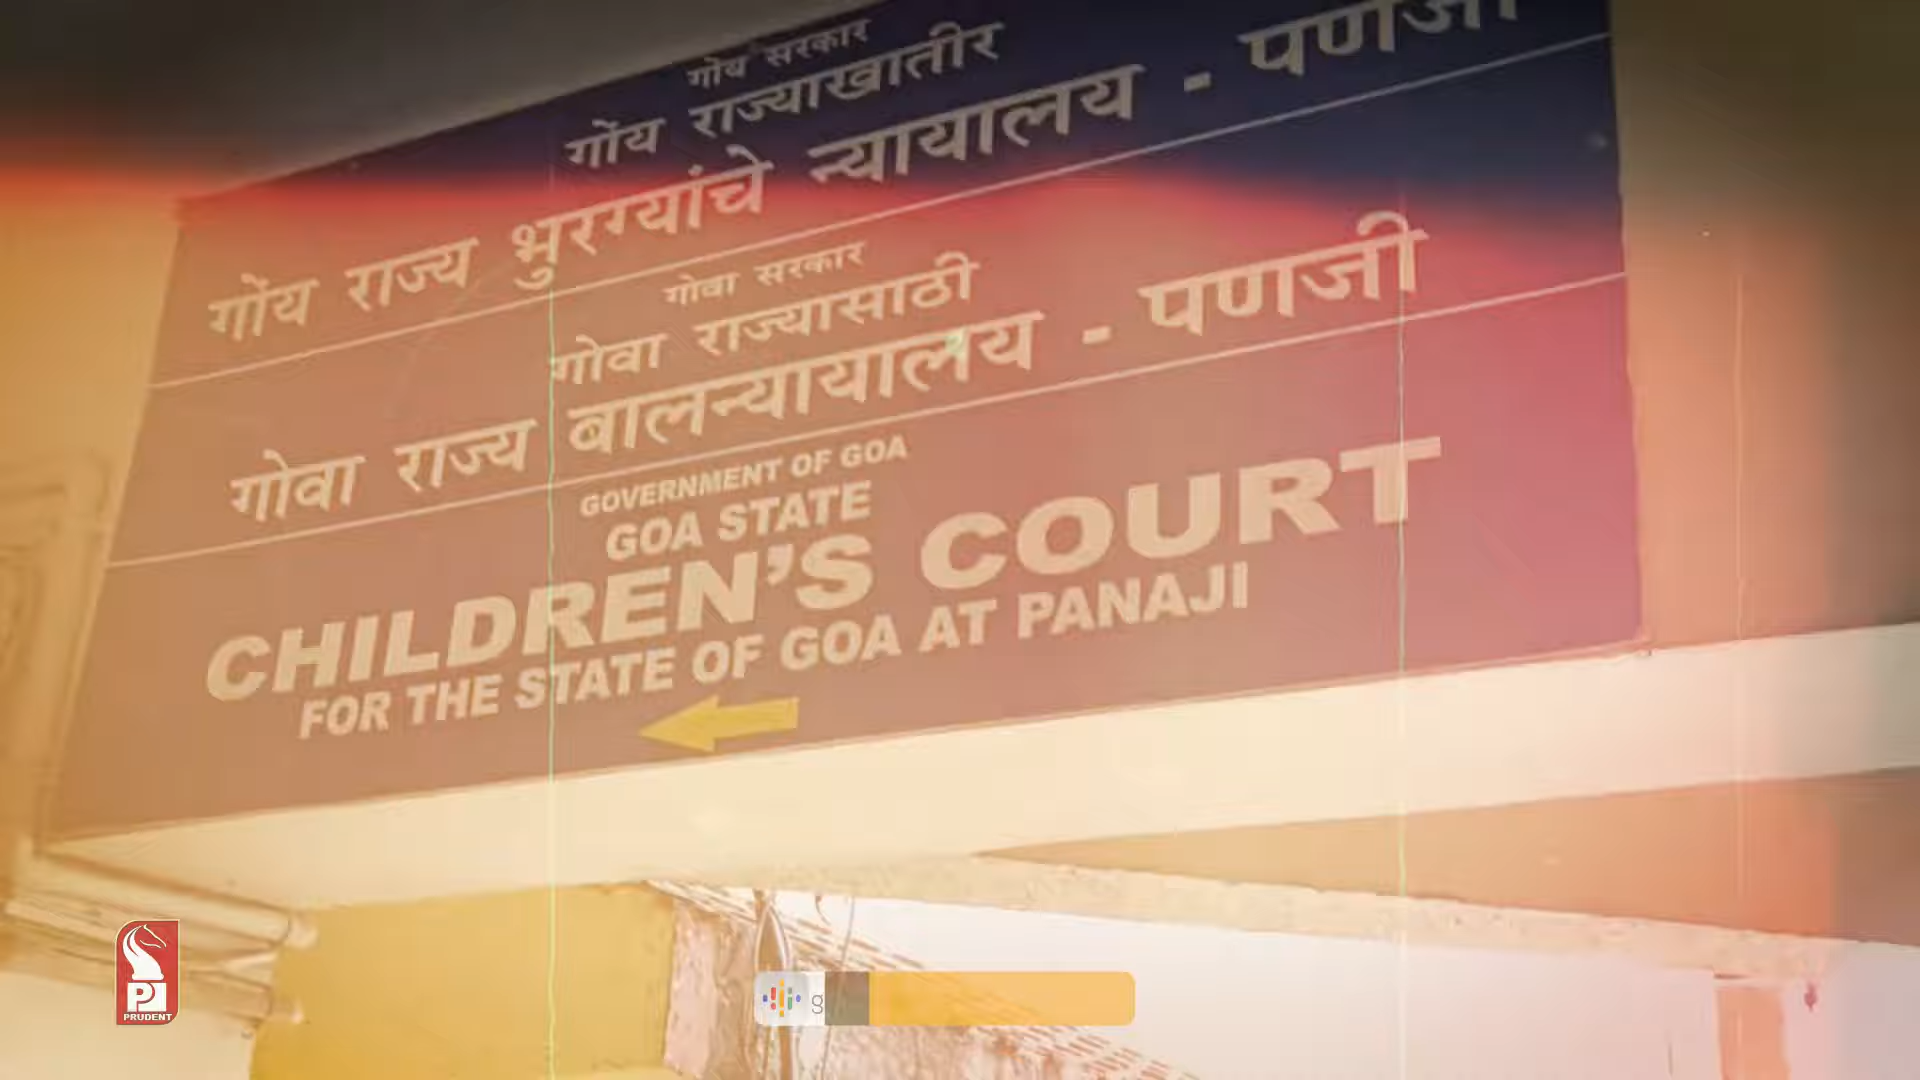 गोंय सरकार
गोंय राज्याखातीर
गोंय राज्य भुरग्यांचे न्यायालय - पणजी
गोवा सरकार
गोवा राज्यासाठी
गोवा राज्य बालन्यायालय - पणजी
GOVERNMENT OF GOA
GOA STATE
CHILDREN'S COURT
FOR THE STATE OF GOA AT PANAJI
PRUDENT
g